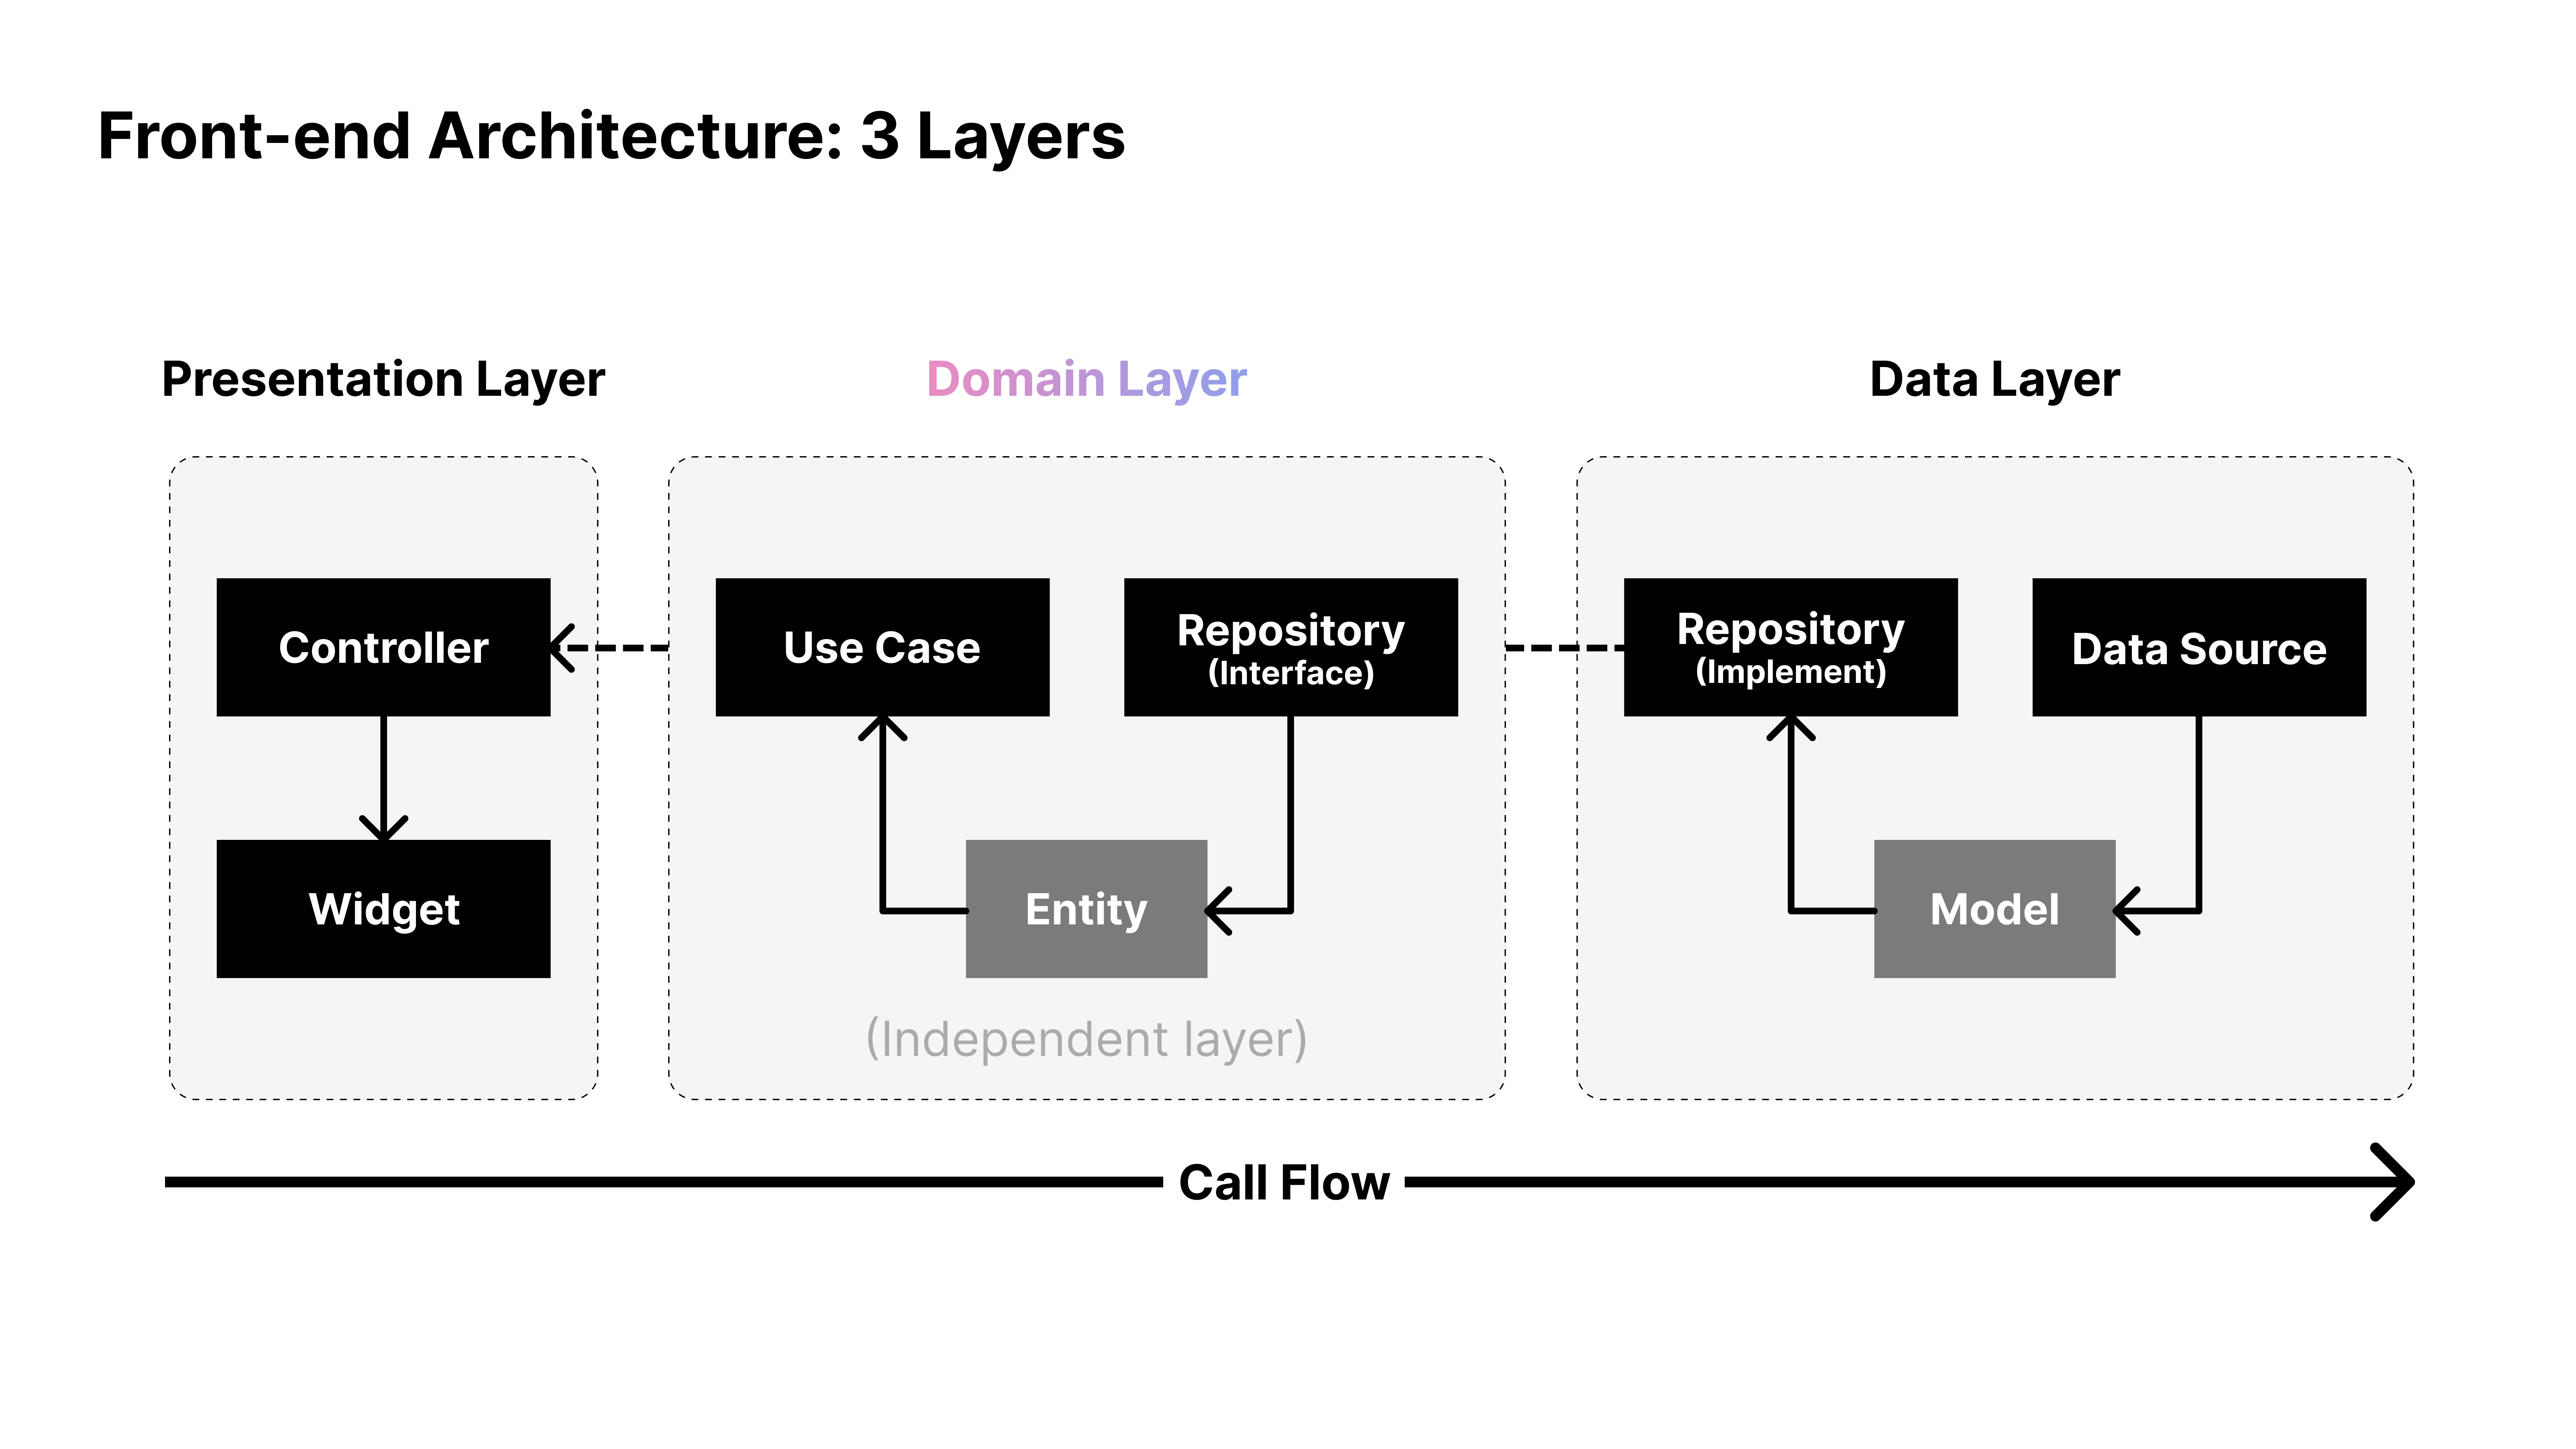 Front-end Architecture: 3 Layers
Presentation Layer
Domain Layer
Data Layer
Controller
Use Case
Repository
(Interface)
Repository
(Implement)
Data Source
Widget
Entity
Model
(Independent layer)
Call Flow